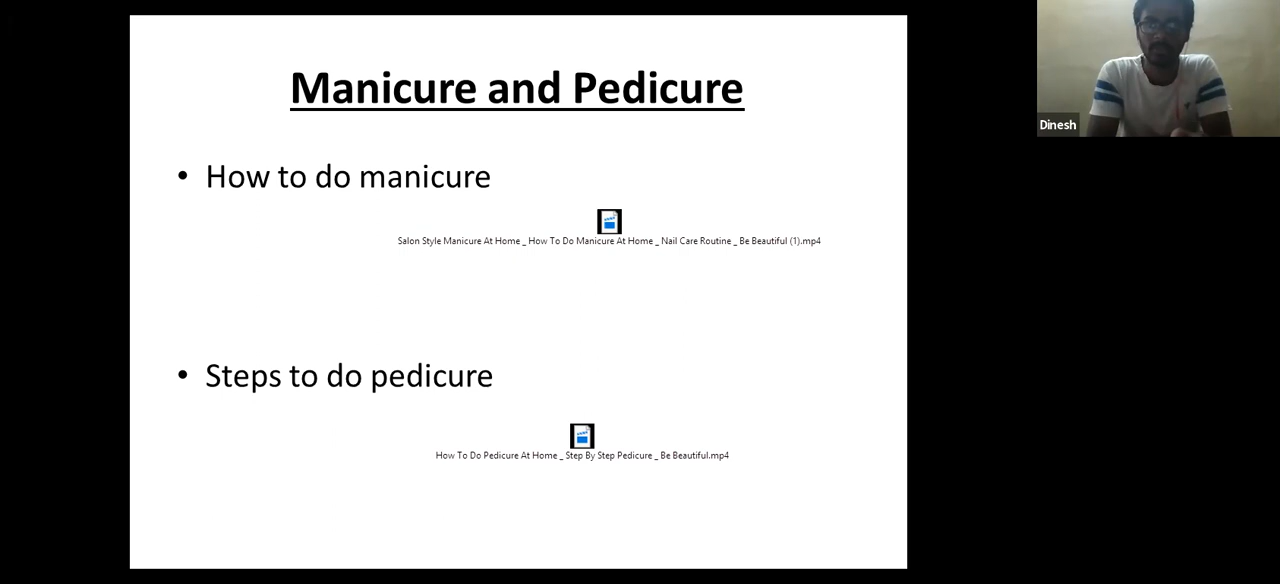 Manicure and Pedicure
• How to do manicure
Salon Style Manicure At Home _ How To Do Manicure At Home _ Nail Care Routine _ Be Beautiful (1).mp4
• Steps to do pedicure
How To Do Pedicure At Home _ Step By Step Pedicure _ Be Beautiful.mp4
Dinesh